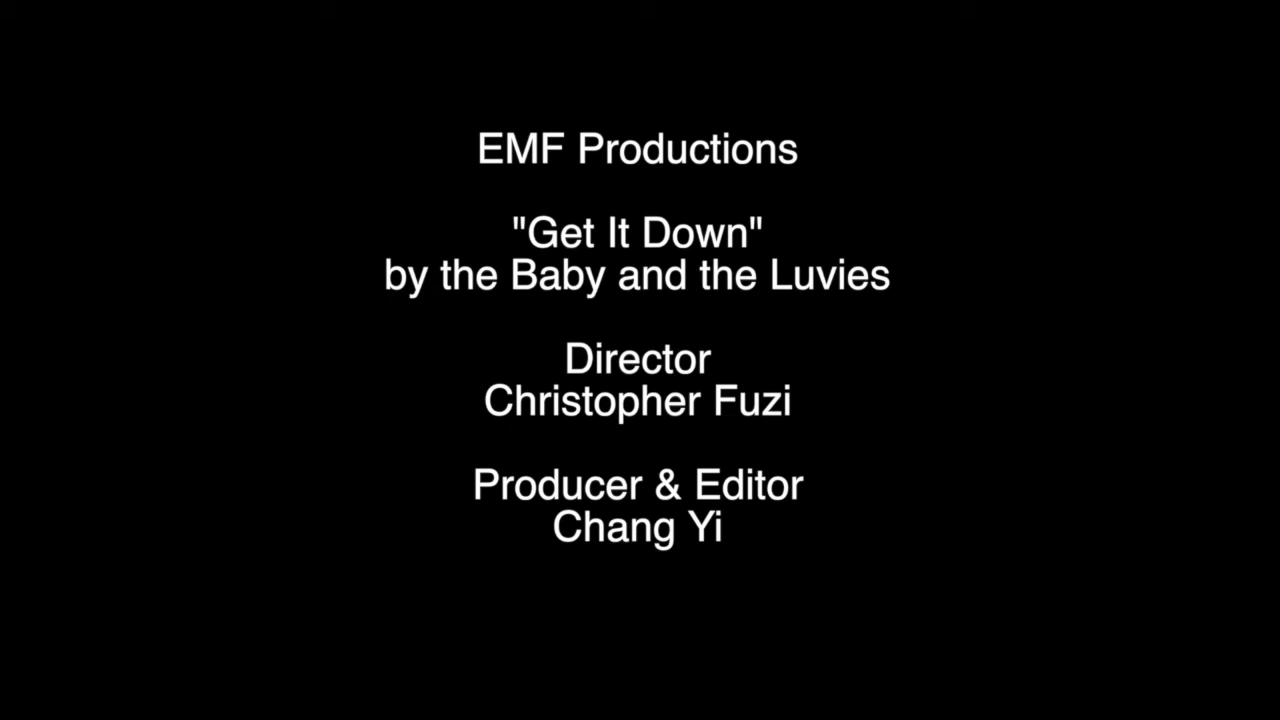 EMF Productions
"Get It Down"
by the Baby and the Luvies
Director
Christopher Fuzi
Producer & Editor
Chang Yi